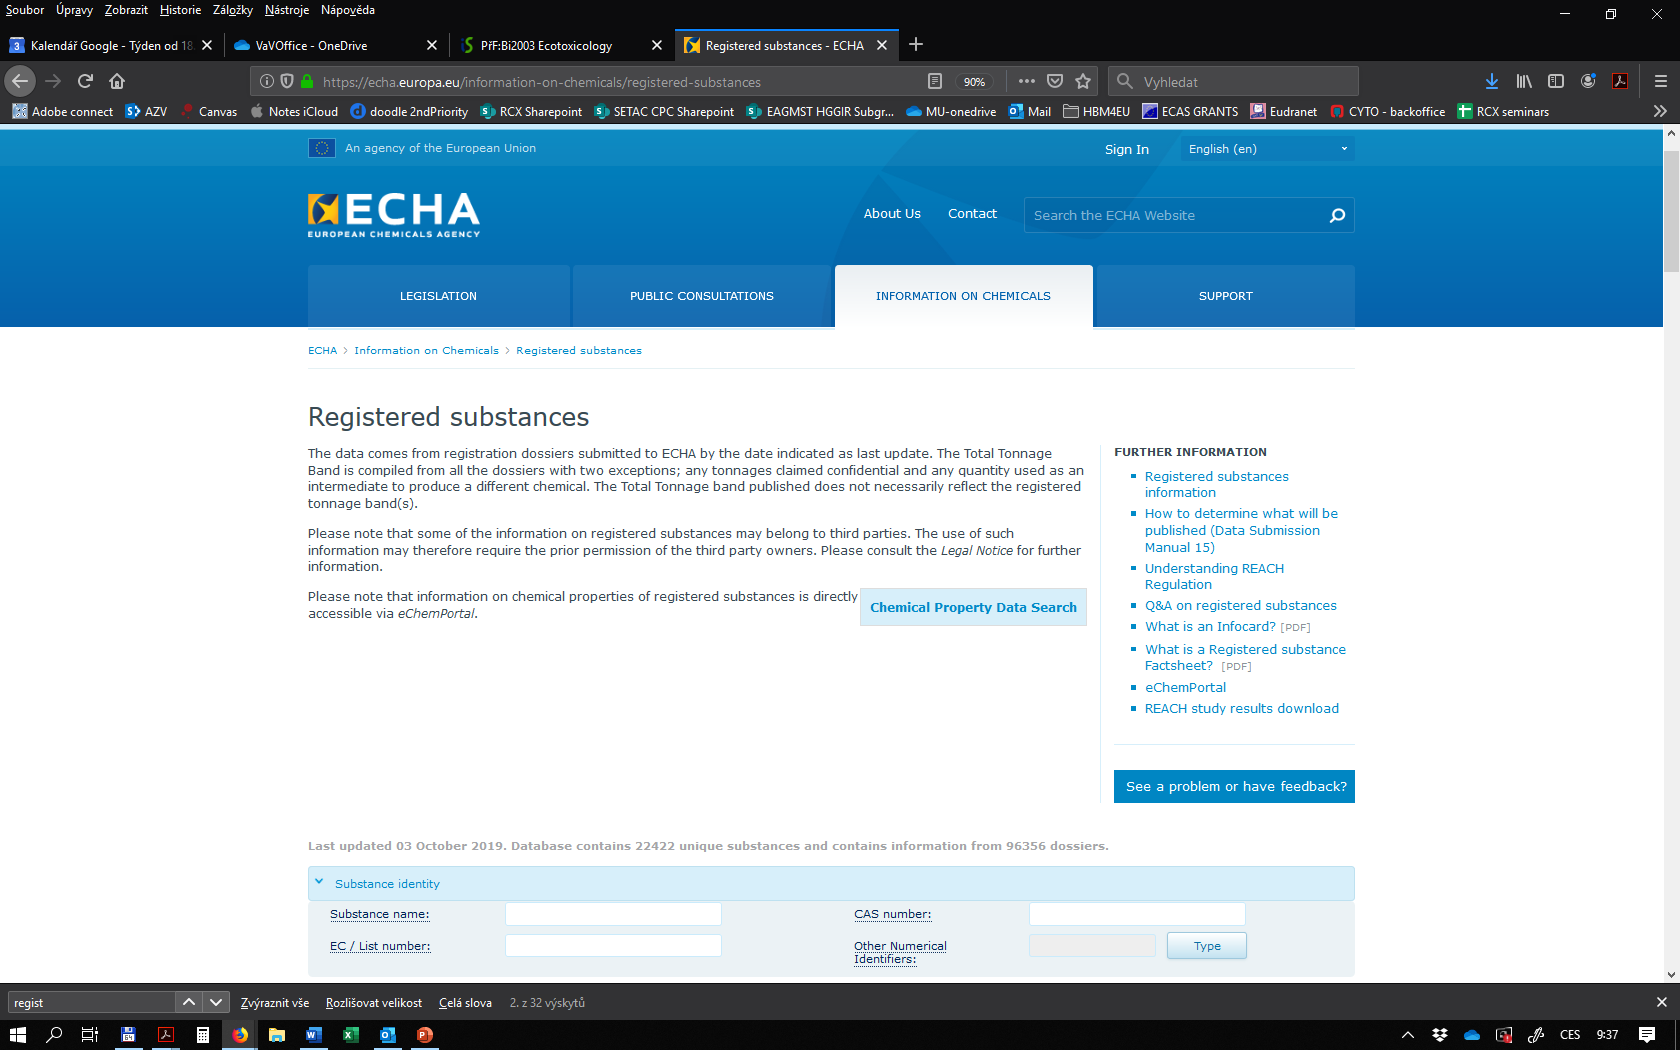 Soubor Úpravy Zobrazit Historie Záložky Nástroje Nápověda
Kalendář Google - Týden od 18.
VaVOffice - OneDrive
PřF:Bi2003 Ecotoxicology
Registered substances - ECHA
https://echa.europa.eu/information-on-chemicals/registered-substances
90%
Vyhledat
Adobe connect AZV Canvas Notes iCloud doodle 2ndPriority RCX Sharepoint SETAC CPC Sharepoint EAGMST HGGIR Subgr... MU-onedrive Mail HBM4EU ECAS GRANTS Eudranet CYTO - backoffice RCX seminars
An agency of the European Union
Sign In
English (en)
ECHA
EUROPEAN CHEMICALS AGENCY
About Us
Contact
Search the ECHA Website
LEGISLATION
PUBLIC CONSULTATIONS
INFORMATION ON CHEMICALS
SUPPORT
ECHA > Information on Chemicals > Registered substances
Registered substances
The data comes from registration dossiers submitted to ECHA by the date indicated as last update. The Total Tonnage
Band is compiled from all the dossiers with two exceptions; any tonnages claimed confidential and any quantity used as an
intermediate to produce a different chemical. The Total Tonnage band published does not necessarily reflect the registered
tonnage band(s).
Please note that some of the information on registered substances may belong to third parties. The use of such
information may therefore require the prior permission of the third party owners. Please consult the Legal Notice for further
information.
Please note that information on chemical properties of registered substances is directly
accessible via eChemPortal.
Chemical Property Data Search
FURTHER INFORMATION
Registered substances
information
How to determine what will be
published (Data Submission
Manual 15)
Understanding REACH
Regulation
Q&A on registered substances
What is an Infocard? [PDF]
What is a Registered substance
Factsheet? [PDF]
eChemPortal
REACH study results download
See a problem or have feedback?
Last updated 03 October 2019. Database contains 22422 unique substances and contains information from 96356 dossiers.
Substance identity
Substance name:
CAS number:
EC / List number:
Other Numerical
Identifiers:
Type
regist
Zvýraznit vše Rozlišovat velikost Celá slova 2. z 32 výskytů
CES 9:37